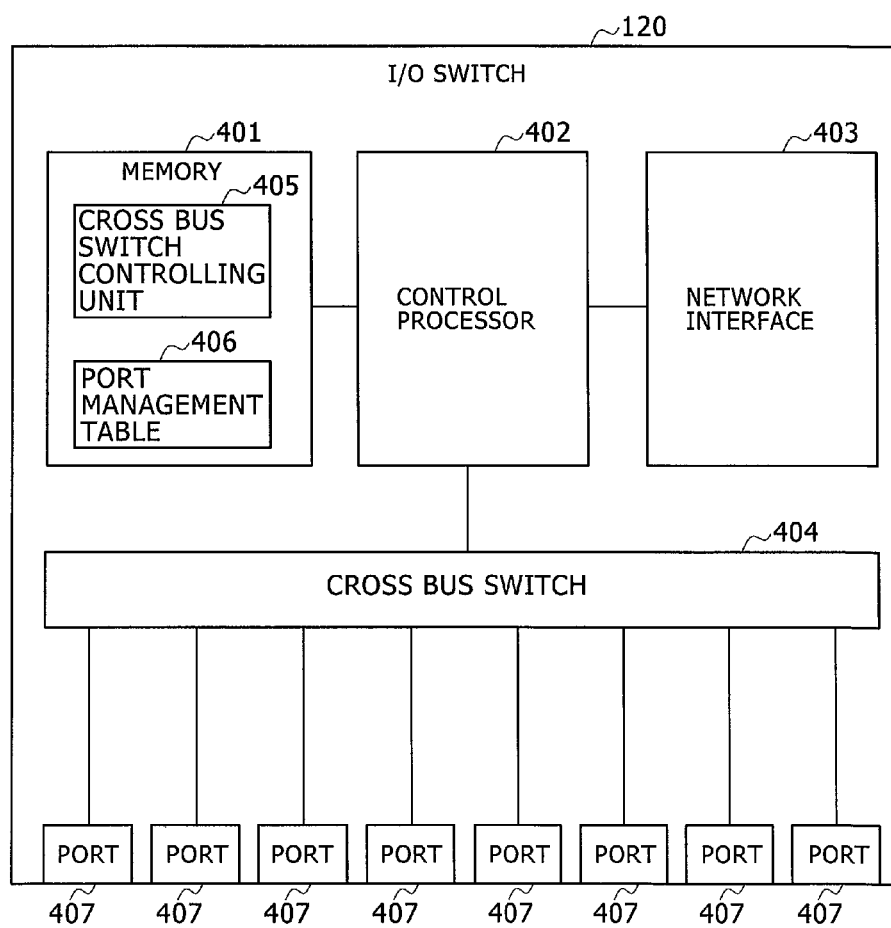 120
I/O SWITCH
401
402
403
MEMORY
405
CROSS BUS
SWITCH
CONTROLLING
UNIT
CONTROL
PROCESSOR
NETWORK
INTERFACE
406
PORT
MANAGEMENT
TABLE
404
CROSS BUS SWITCH
PORT PORT PORT PORT PORT PORT PORT PORT
407 407 407 407 407 407 407 407